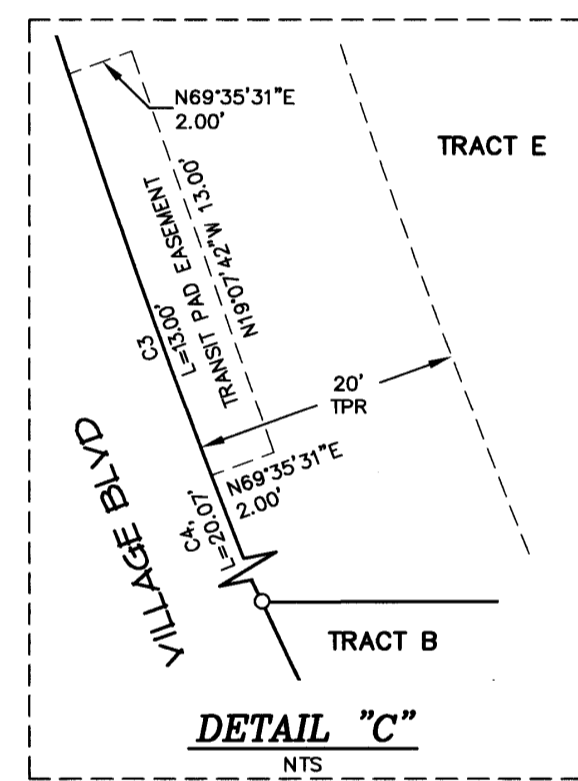 N69°35'31"E
2.00'
TRACT E
TRANSIT PAD EASEMENT
N19°07'42"W 13.00'
C3
L=13.00'
20'
TPR
N69°35'31"E
2.00'
C4,
L=20.07'
VILLAGE BLVD
TRACT B
DETAIL "C"
NTS